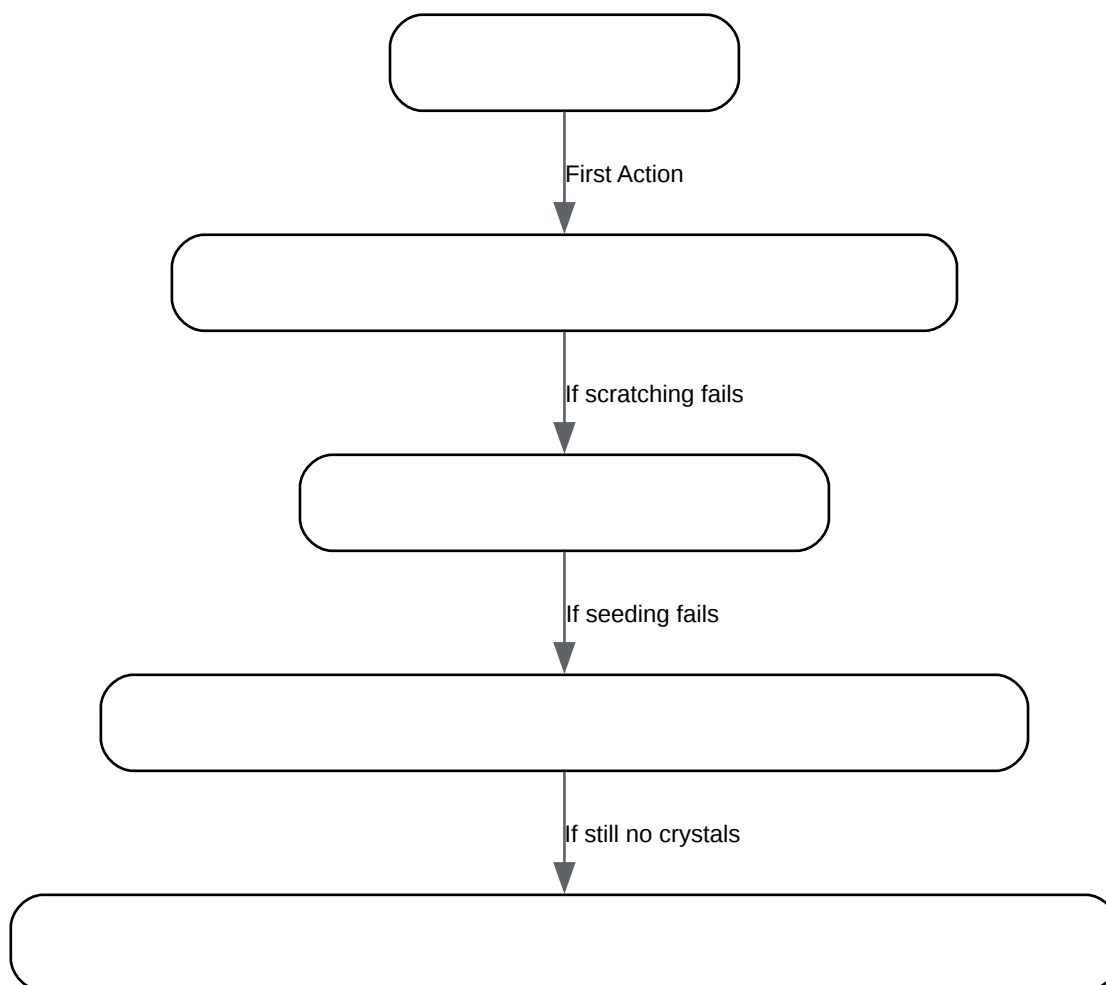 First Action
If scratching fails
If seeding fails
If still no crystals